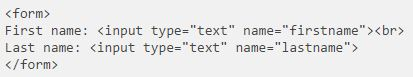 <form>
First name: <input type="text" name="firstname"><br>
Last name: <input type="text" name="lastname">
</form>